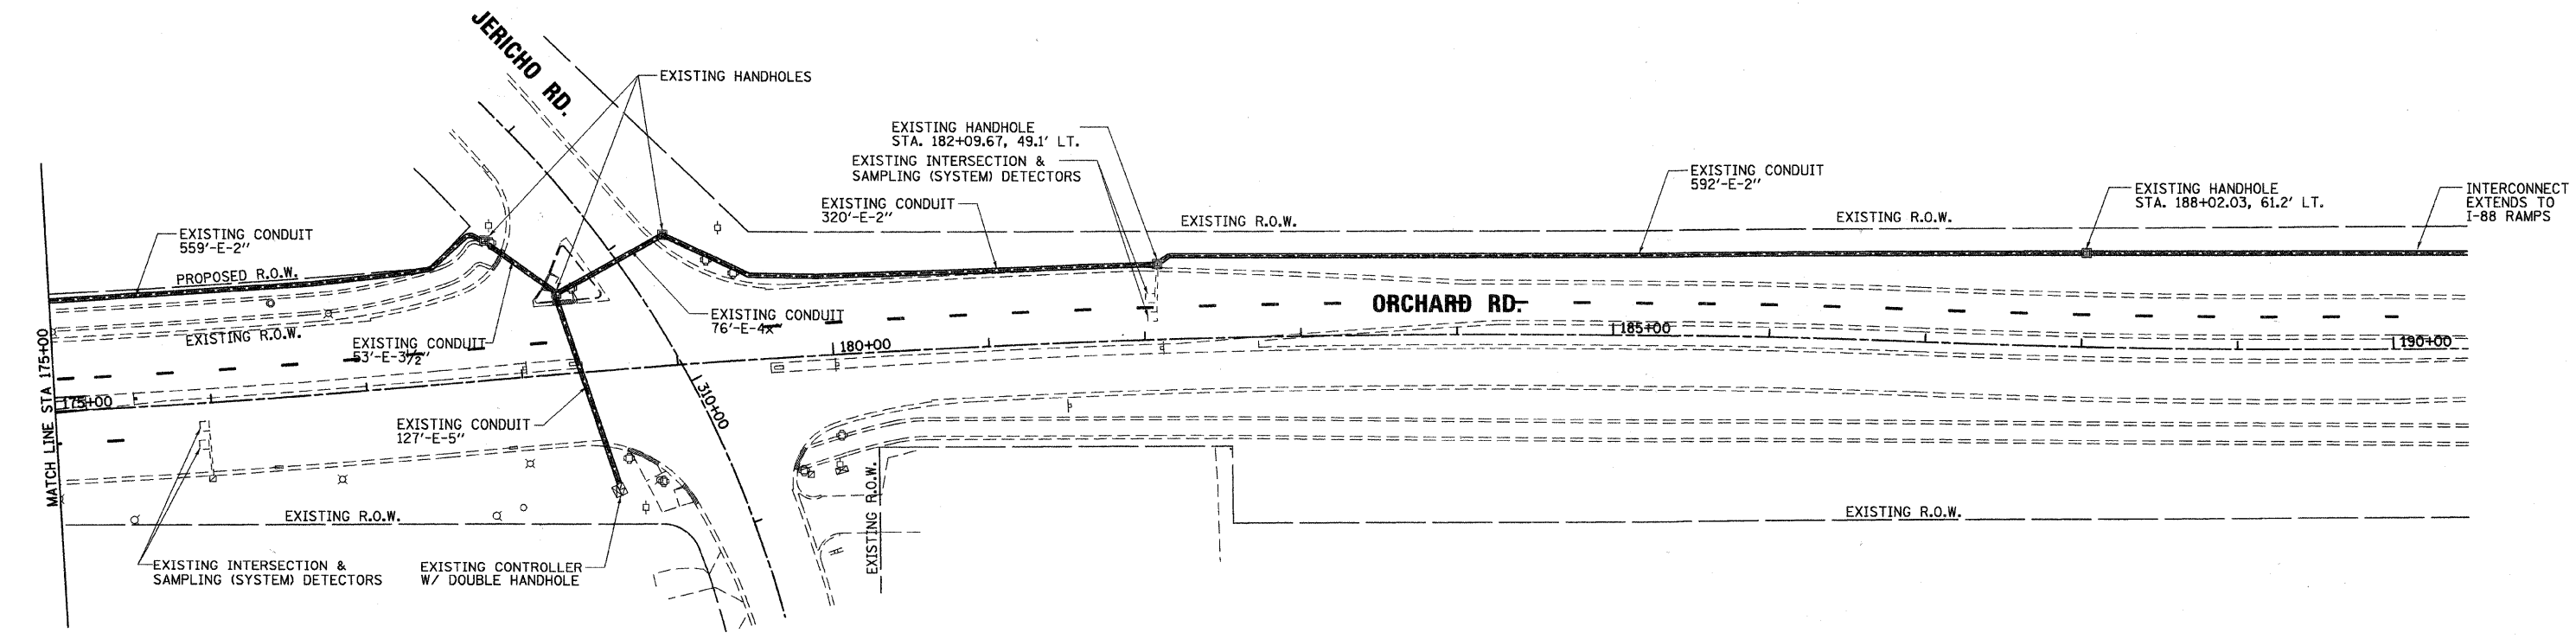 JERICHO RD.
EXISTING HANDHOLES
EXISTING HANDHOLE
STA. 182+09.67, 49.1' LT.
EXISTING INTERSECTION &
SAMPLING (SYSTEM) DETECTORS
EXISTING CONDUIT
592'-E-2"
EXISTING HANDHOLE
STA. 188+02.03, 61.2' LT.
INTERCONNECT
EXTENDS TO
I-88 RAMPS
EXISTING CONDUIT
320'-E-2"
EXISTING R.O.W.
EXISTING R.O.W.
EXISTING CONDUIT
559'-E-2"
PROPOSED R.O.W.
ORCHARD RD.
EXISTING CONDUIT
76'-E-4"
EXISTING R.O.W.
EXISTING CONDUIT
53'-E-3½"
180+00
185+00
190+00
MATCH LINE STA 175+00
175+00
310+00
EXISTING CONDUIT
127'-E-5"
EXISTING R.O.W.
EXISTING R.O.W.
EXISTING R.O.W.
EXISTING INTERSECTION &
SAMPLING (SYSTEM) DETECTORS
EXISTING CONTROLLER
W/ DOUBLE HANDHOLE